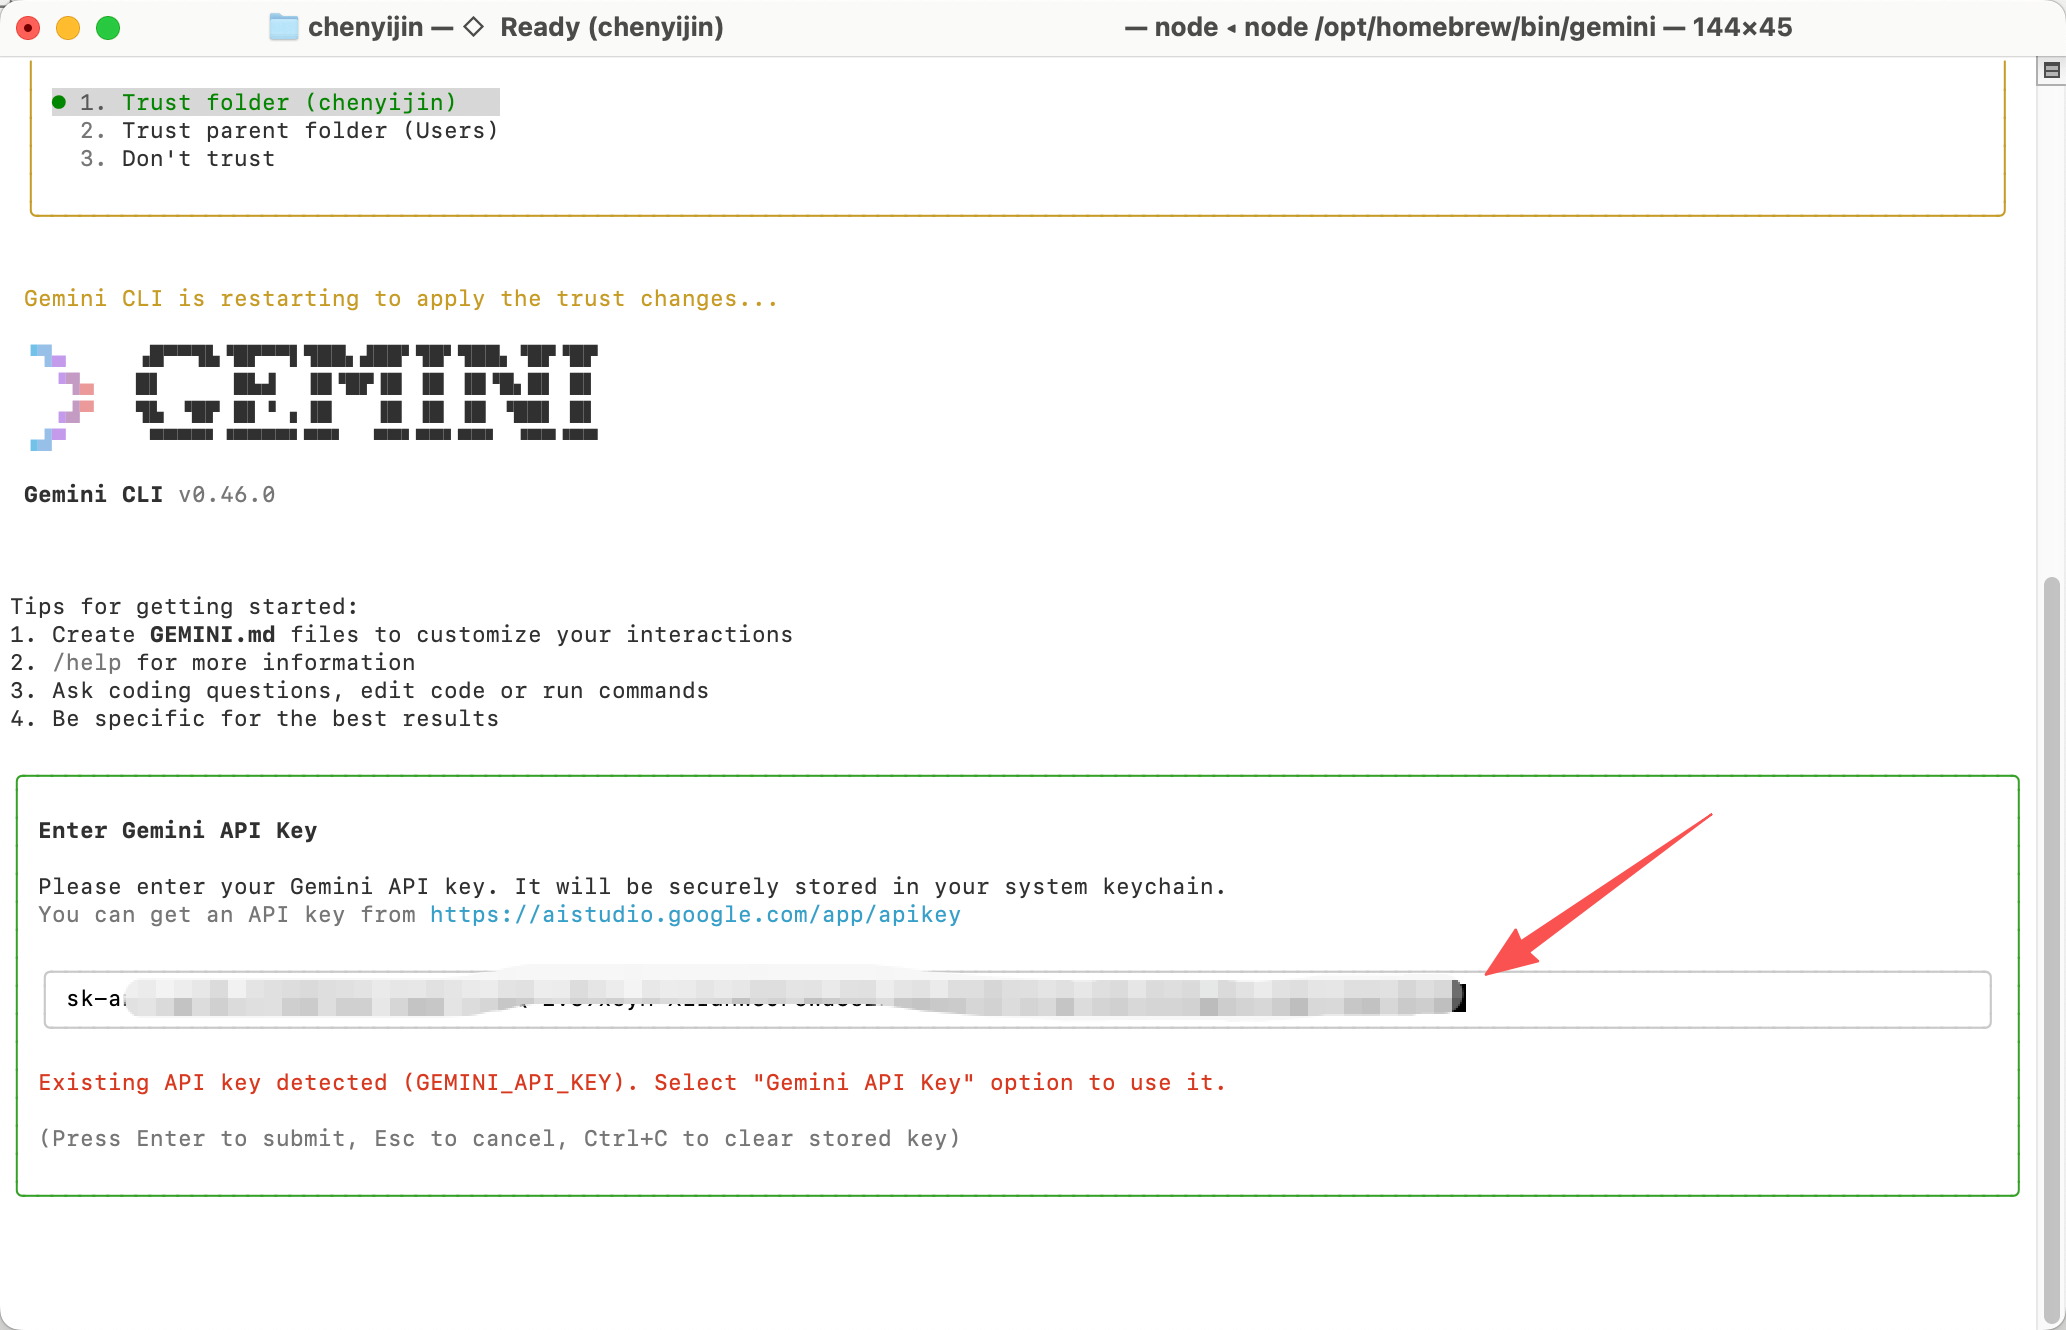 chenyijin — ◇ Ready (chenyijin) — node ◂ node /opt/homebrew/bin/gemini — 144×45
● 1. Trust folder (chenyijin)
2. Trust parent folder (Users)
3. Don't trust
Gemini CLI is restarting to apply the trust changes...
GEMINI
Gemini CLI v0.46.0
Tips for getting started:
1. Create GEMINI.md files to customize your interactions
2. /help for more information
3. Ask coding questions, edit code or run commands
4. Be specific for the best results
Enter Gemini API Key
Please enter your Gemini API key. It will be securely stored in your system keychain.
You can get an API key from https://aistudio.google.com/app/apikey
sk-a
Existing API key detected (GEMINI_API_KEY). Select "Gemini API Key" option to use it.
(Press Enter to submit, Esc to cancel, Ctrl+C to clear stored key)